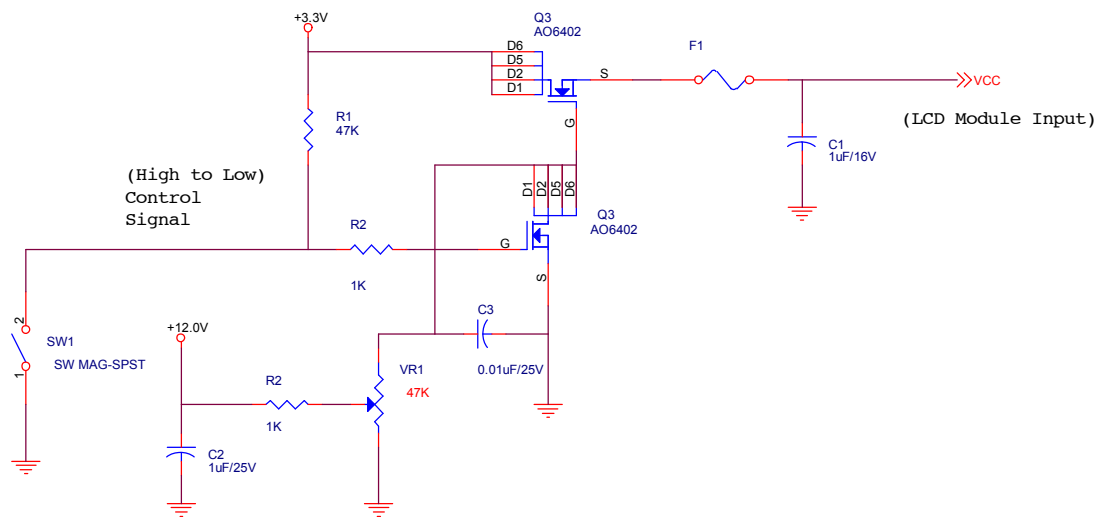 +3.3V
Q3
AO6402
D6
D5
D2
D1
S
G
F1
VCC
(LCD Module Input)
C1
1uF/16V
R1
47K
(High to Low)
Control
Signal
D1
D2
D5
D6
Q3
AO6402
R2
1K
G
S
2
1
SW1
SW MAG-SPST
+12.0V
C3
0.01uF/25V
VR1
47K
R2
1K
C2
1uF/25V